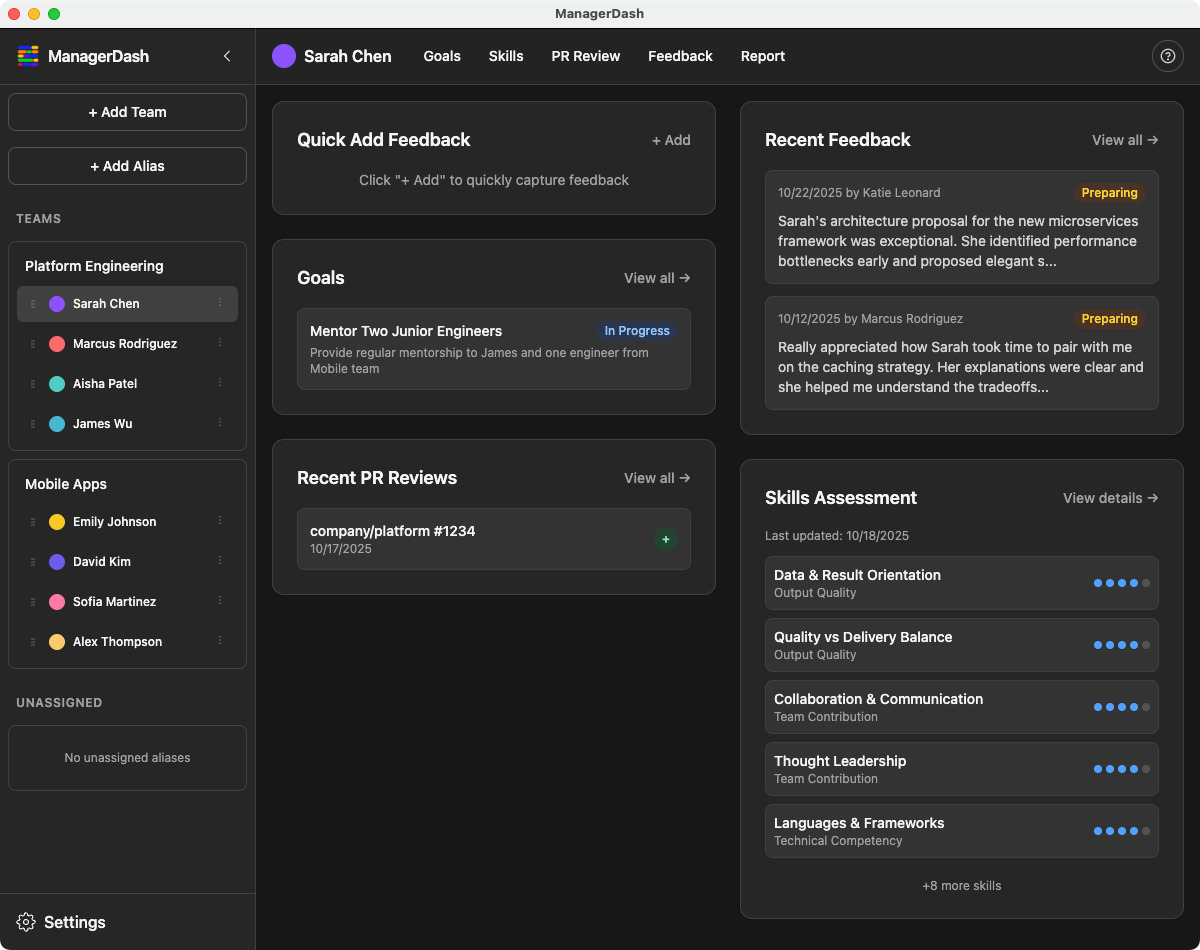 ManagerDash
ManagerDash
+ Add Team
+ Add Alias
TEAMS
Platform Engineering
Sarah Chen
Marcus Rodriguez
Aisha Patel
James Wu
Mobile Apps
Emily Johnson
David Kim
Sofia Martinez
Alex Thompson
UNASSIGNED
No unassigned aliases
Settings
Sarah Chen Goals Skills PR Review Feedback Report ?
Quick Add Feedback + Add
Click "+ Add" to quickly capture feedback
Goals View all →
Mentor Two Junior Engineers In Progress
Provide regular mentorship to James and one engineer from
Mobile team
Recent PR Reviews View all →
company/platform #1234 +
10/17/2025
Recent Feedback View all →
10/22/2025 by Katie Leonard Preparing
Sarah's architecture proposal for the new microservices
framework was exceptional. She identified performance
bottlenecks early and proposed elegant s...
10/12/2025 by Marcus Rodriguez Preparing
Really appreciated how Sarah took time to pair with me
on the caching strategy. Her explanations were clear and
she helped me understand the tradeoffs...
Skills Assessment View details →
Last updated: 10/18/2025
Data & Result Orientation
Output Quality
Quality vs Delivery Balance
Output Quality
Collaboration & Communication
Team Contribution
Thought Leadership
Team Contribution
Languages & Frameworks
Technical Competency
+8 more skills